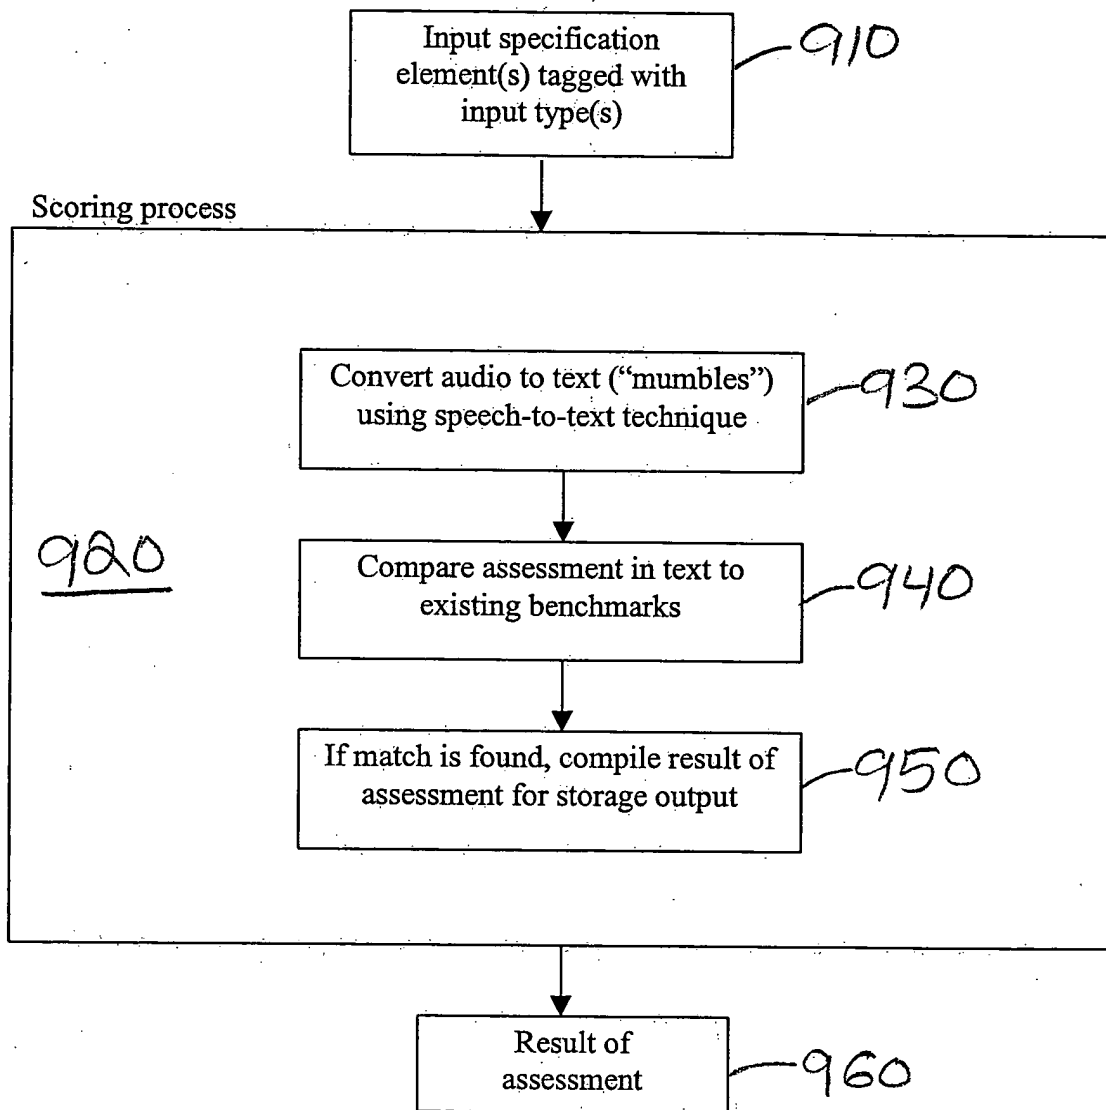 Input specification
element(s) tagged with
input type(s)
910
Scoring process
Convert audio to text (“mumbles”)
using speech-to-text technique
930
920
Compare assessment in text to
existing benchmarks
940
If match is found, compile result of
assessment for storage output
950
Result of
assessment
960